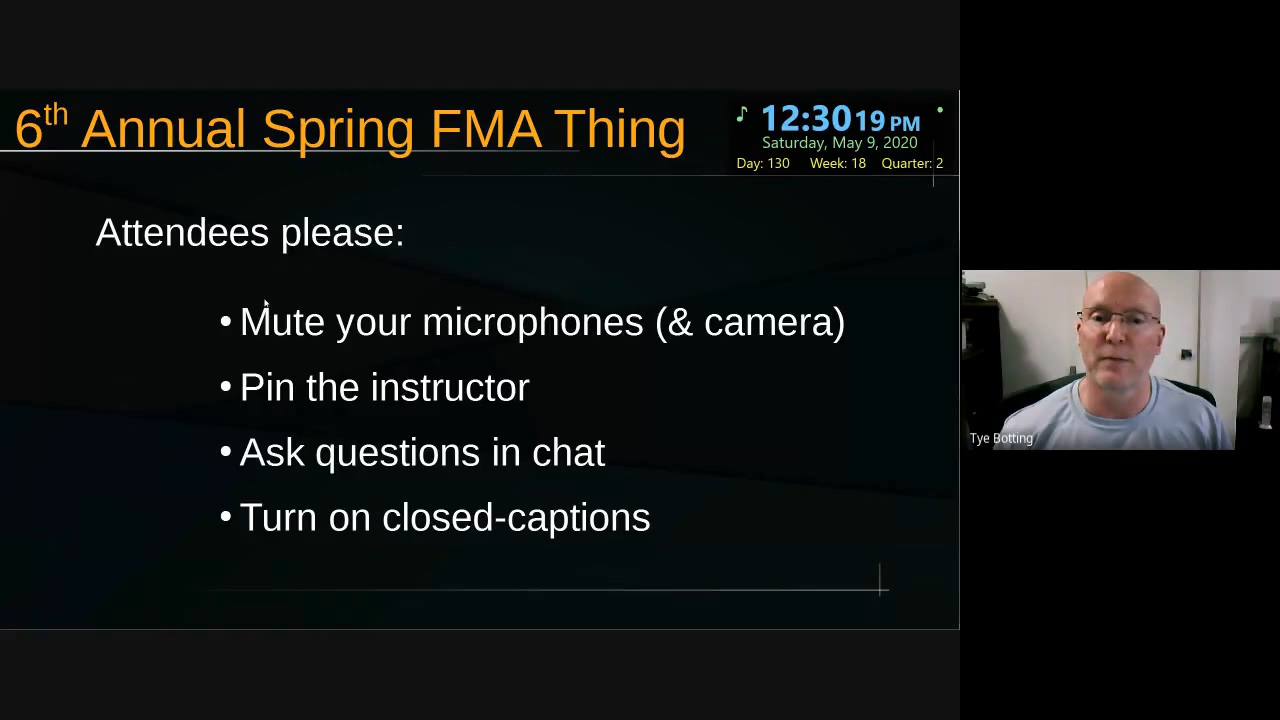 6th Annual Spring FMA Thing
12:30 19 PM
Saturday, May 9, 2020
Day: 130 Week: 18 Quarter: 2
Attendees please:
• Mute your microphones (& camera)
• Pin the instructor
• Ask questions in chat
• Turn on closed-captions
Tye Botting